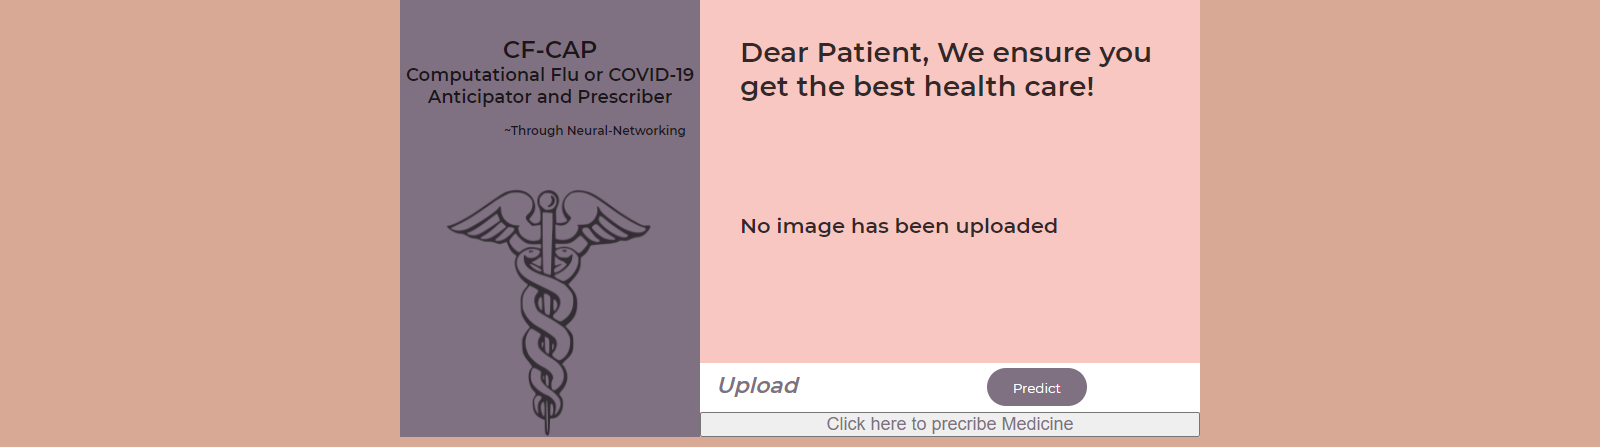 CF-CAP
Computational Flu or COVID-19
Anticipator and Prescriber
~Through Neural-Networking
Dear Patient, We ensure you
get the best health care!
No image has been uploaded
Upload
Predict
Click here to precribe Medicine